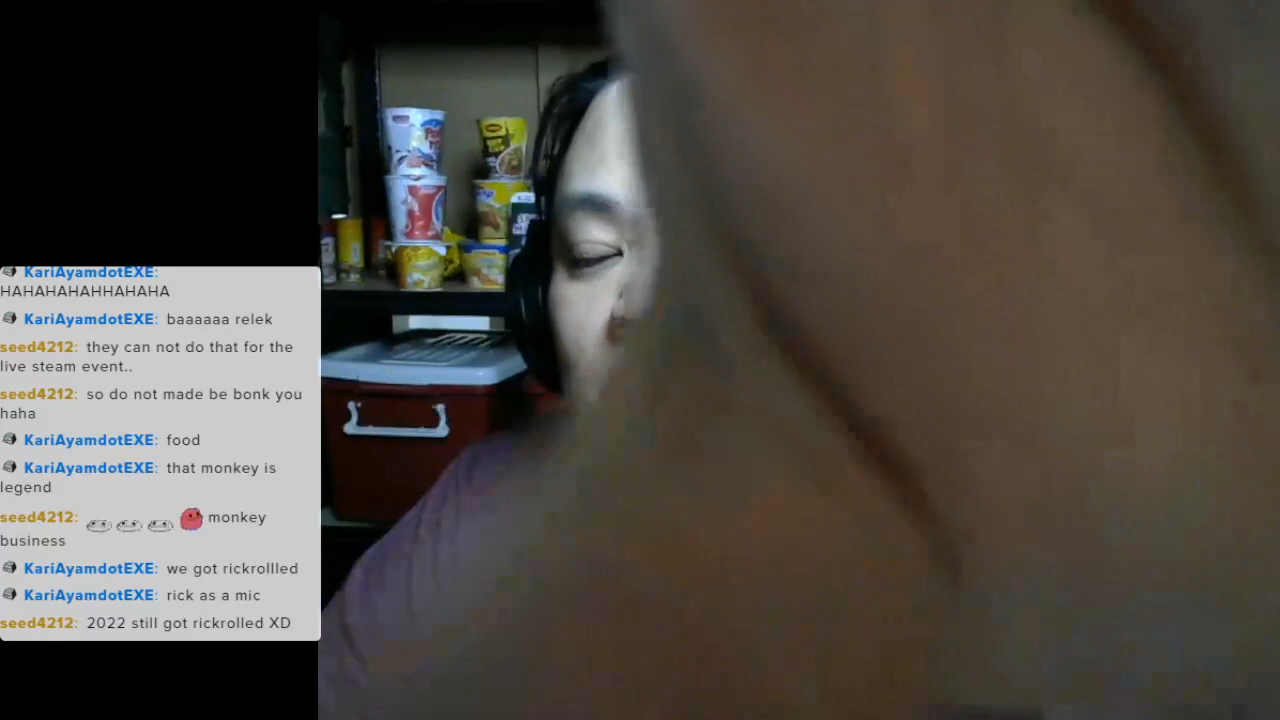 KariAyamdotEXE:
HAHAHAHAHHAHAHA
KariAyamdotEXE: baaaaaa relek
seed4212: they can not do that for the
live steam event..
seed4212: so do not made be bonk you
haha
KariAyamdotEXE: food
KariAyamdotEXE: that monkey is
legend
seed4212: monkey
business
KariAyamdotEXE: we got rickrollled
KariAyamdotEXE: rick as a mic
seed4212: 2022 still got rickrolled XD
MAGGI